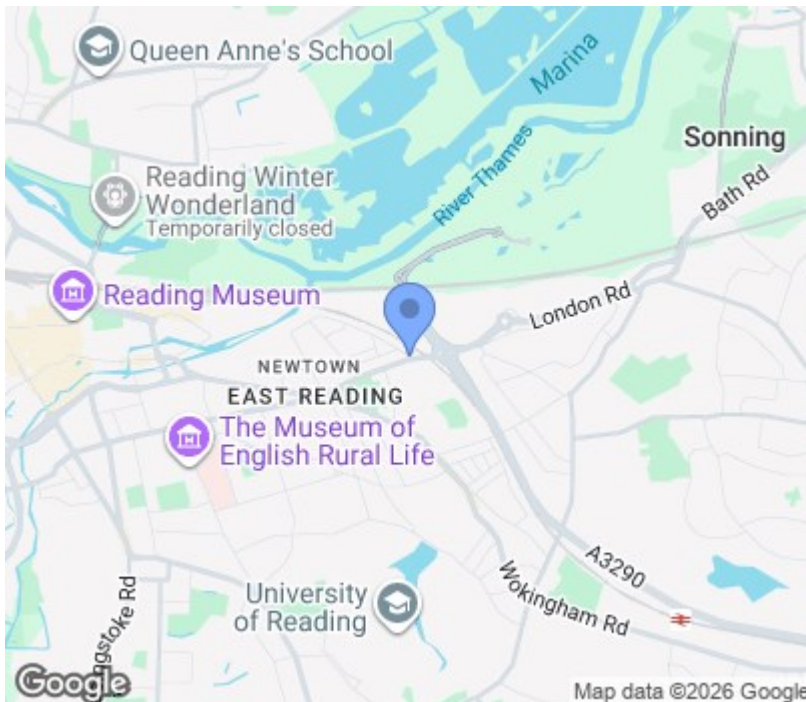 Queen Anne's School
Marina
Sonning
Bath Rd
River Thames
Reading Winter
Wonderland
Temporarily closed
Reading Museum
London Rd
NEWTOWN
EAST READING
The Museum of
English Rural Life
A3290
University
of Reading
Wokingham Rd
ngstoke Rd
Google
Map data ©2026 Google